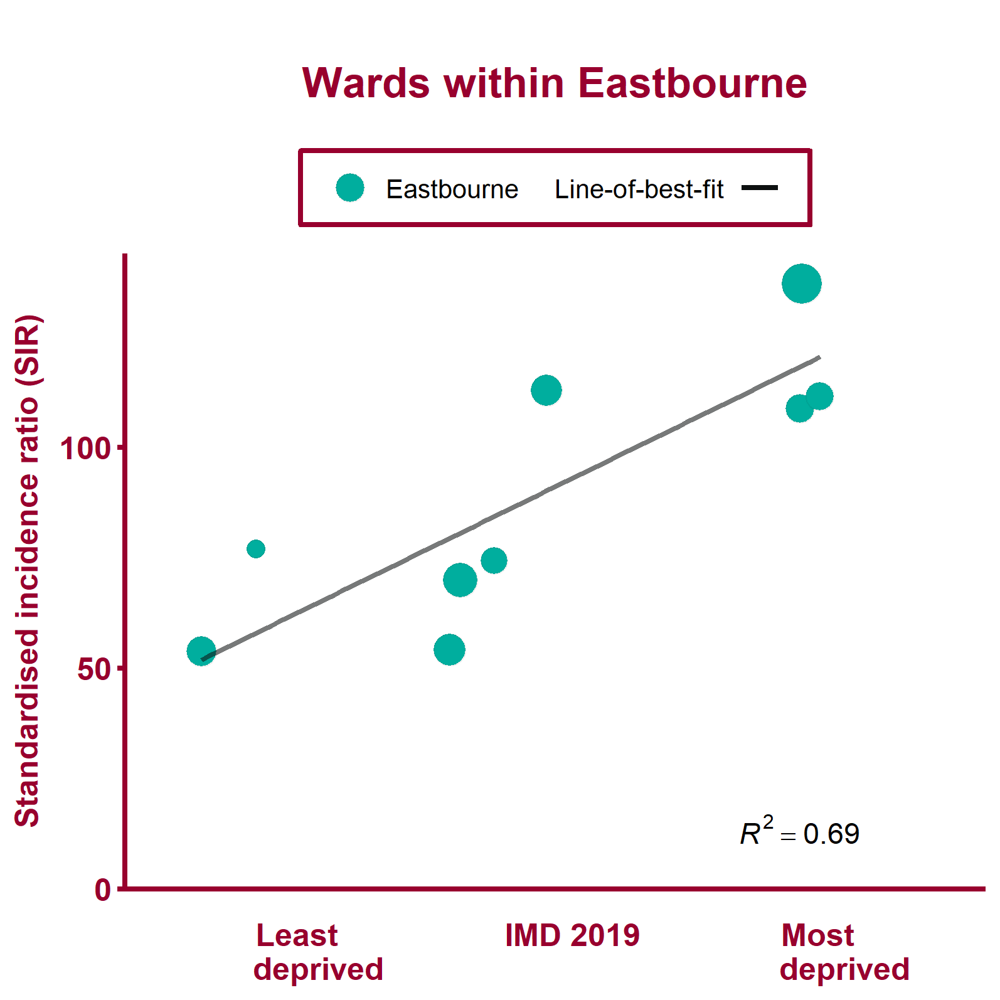 Wards within Eastbourne
Eastbourne Line-of-best-fit
Standardised incidence ratio (SIR)
100
50
0
R² = 0.69
Least deprived
IMD 2019
Most deprived